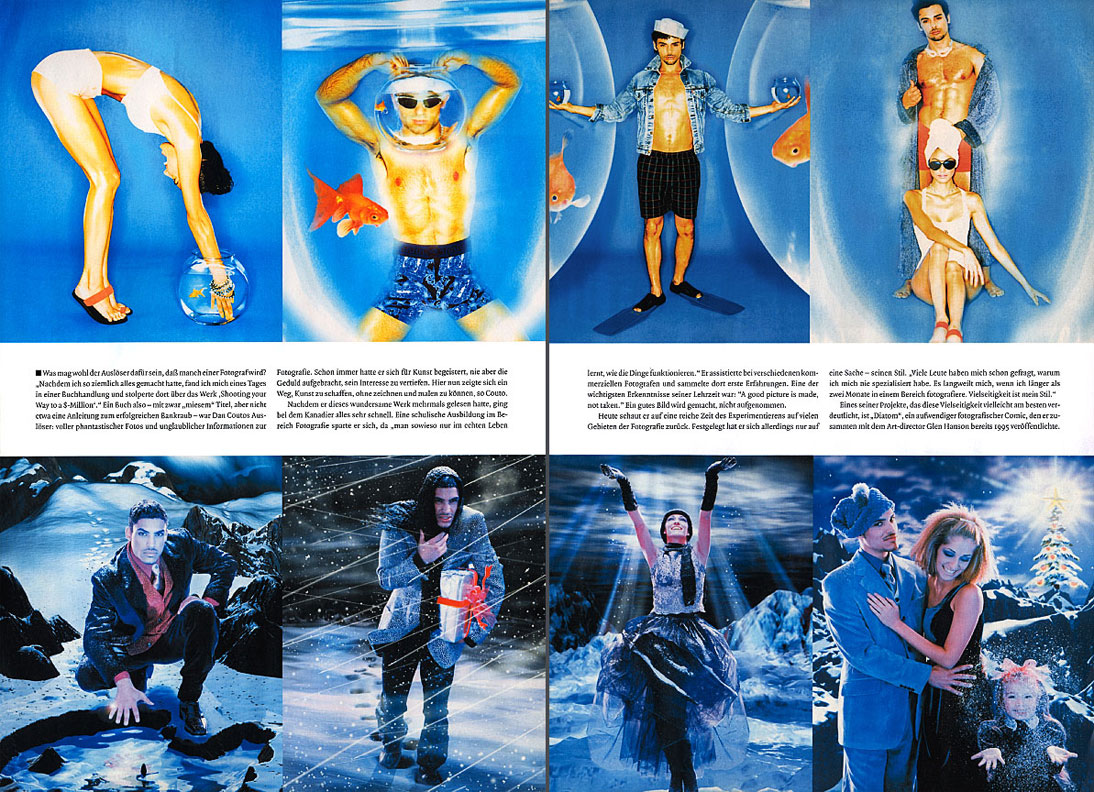 ■ Was mag wohl der Auslöser dafür sein, daß manch einer Fotograf wird?
„Nachdem ich so ziemlich alles gemacht hatte, fand ich mich eines Tages
in einer Buchhandlung und stolperte dort über das Werk ‚Shooting your
Way to a $-Million‘.“ Ein Buch also – mit zwar „miesem“ Titel, aber nicht
etwa eine Anleitung zum erfolgreichen Bankraub – war Dan Coutos Aus-
löser: voller phantastischer Fotos und unglaublicher Informationen zur
Fotografie. Schon immer hatte er sich für Kunst begeistert, nie aber die
Geduld aufgebracht, sein Interesse zu vertiefen. Hier nun zeigte sich ein
Weg, Kunst zu schaffen, ohne zeichnen und malen zu können, so Couto.
Nachdem er dieses wundersame Werk mehrmals gelesen hatte, ging
bei dem Kanadier alles sehr schnell. Eine schulische Ausbildung im Be-
reich Fotografie sparte er sich, da „man sowieso nur im echten Leben
lernt, wie die Dinge funktionieren.“ Er assistierte bei verschiedenen kom-
merziellen Fotografen und sammelte dort erste Erfahrungen. Eine der
wichtigsten Erkenntnisse seiner Lehrzeit war: "A good picture is made,
not taken.“ Ein gutes Bild wird gemacht, nicht aufgenommen.
Heute schaut er auf eine reiche Zeit des Experimentierens auf vielen
Gebieten der Fotografie zurück. Festgelegt hat er sich allerdings nur auf
eine Sache – seinen Stil. „Viele Leute haben mich schon gefragt, warum
ich mich nie spezialisiert habe. Es langweilt mich, wenn ich länger als
zwei Monate in einem Bereich fotografiere. Vielseitigkeit ist mein Stil.“
Eines seiner Projekte, das diese Vielseitigkeit vielleicht am besten ver-
deutlicht, ist „Diatom“, ein aufwendiger fotografischer Comic, den er zu-
sammen mit dem Art-director Glen Hanson bereits 1995 veröffentlichte.